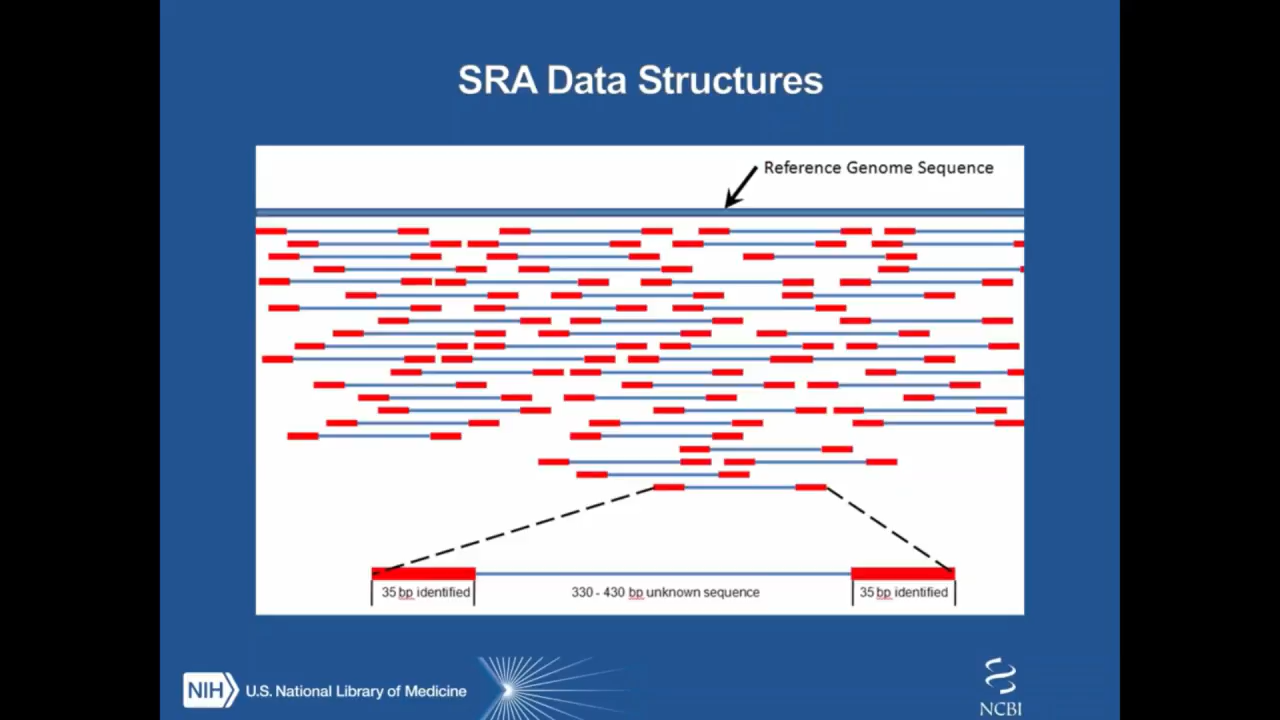 SRA Data Structures
Reference Genome Sequence
35 bp identified
330 - 430 bp unknown sequence
35 bp identified
NIH
U.S. National Library of Medicine
NCBI